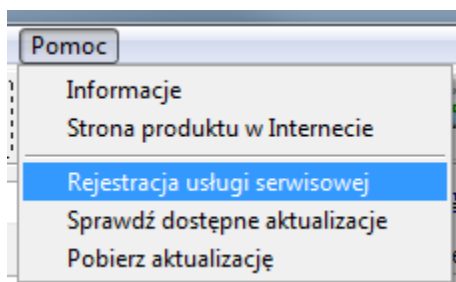 Pomoc
Informacje
Strona produktu w Internecie
Rejestracja usługi serwisowej
Sprawdź dostępne aktualizacje
Pobierz aktualizację